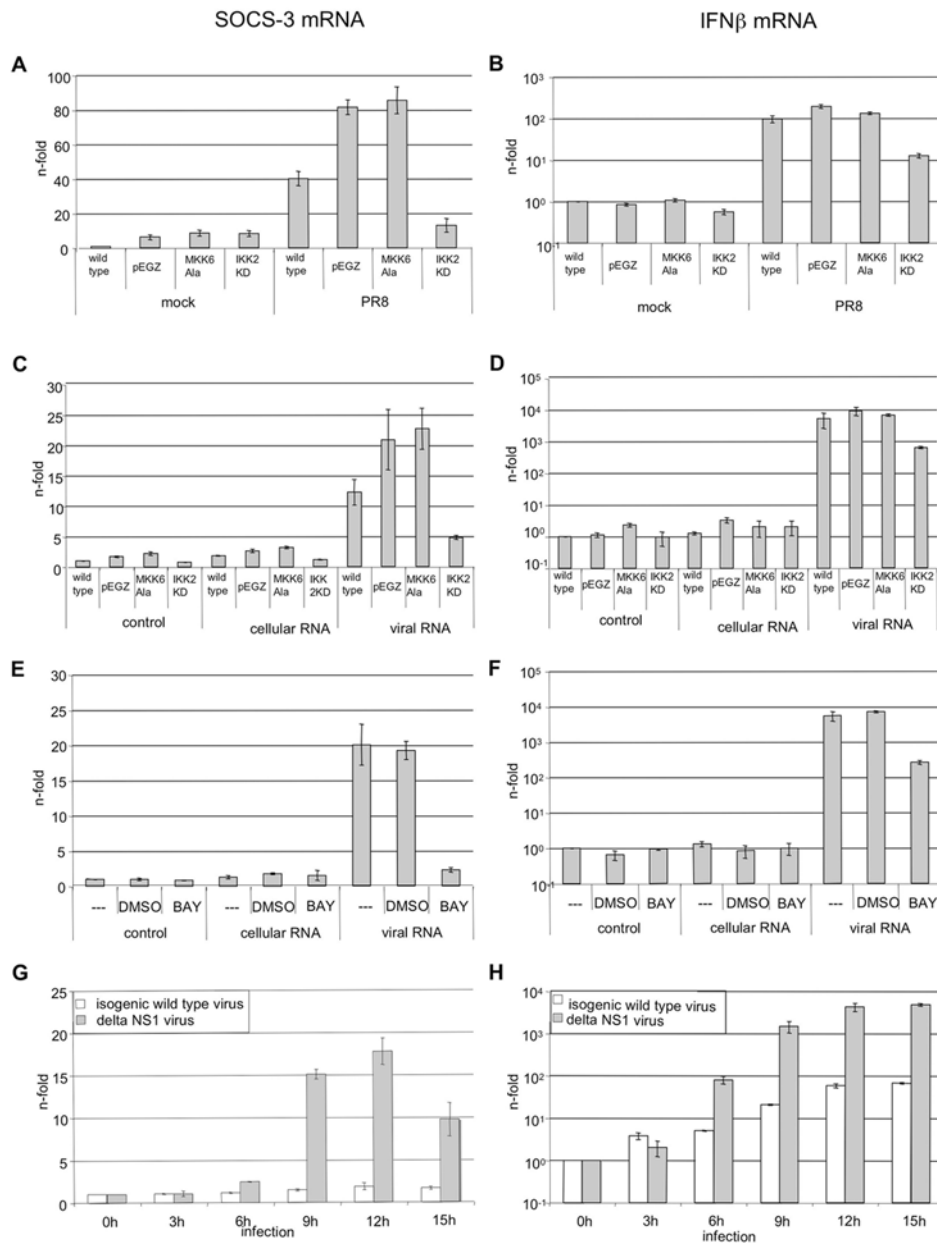 SOCS-3 mRNA
IFNβ mRNA
A
100
80
60
40
20
0
n-fold
wild type
pEGZ
MKK6 Ala
IKK2 KD
wild type
pEGZ
MKK6 Ala
IKK2 KD
mock
PR8
B
10³
10²
10¹
10⁰
10⁻¹
n-fold
wild type
pEGZ
MKK6 Ala
IKK2 KD
wild type
pEGZ
MKK6 Ala
IKK2 KD
mock
PR8
C
30
25
20
15
10
5
0
n-fold
wild type
pEGZ
MKK6 Ala
IKK2 KD
wild type
pEGZ
MKK6 Ala
IKK 2KD
wild type
pEGZ
MKK6 Ala
IKK2 KD
control
cellular RNA
viral RNA
D
10⁵
10⁴
10³
10²
10¹
10⁰
10⁻¹
n-fold
wild type
pEGZ
MKK6 Ala
IKK2 KD
wild type
pEGZ
MKK6 Ala
IKK2 KD
wild type
pEGZ
MKK6 Ala
IKK2 KD
control
cellular RNA
viral RNA
E
30
25
20
15
10
5
0
n-fold
--- DMSO BAY --- DMSO BAY --- DMSO BAY
control
cellular RNA
viral RNA
F
10⁵
10⁴
10³
10²
10¹
10⁰
10⁻¹
n-fold
--- DMSO BAY --- DMSO BAY --- DMSO BAY
control
cellular RNA
viral RNA
G
25
20
15
10
5
0
n-fold
isogenic wild type virus
delta NS1 virus
0h 3h 6h 9h 12h 15h
infection
H
10⁴
10³
10²
10¹
10⁰
10⁻¹
n-fold
isogenic wild type virus
delta NS1 virus
0h 3h 6h 9h 12h 15h
infection